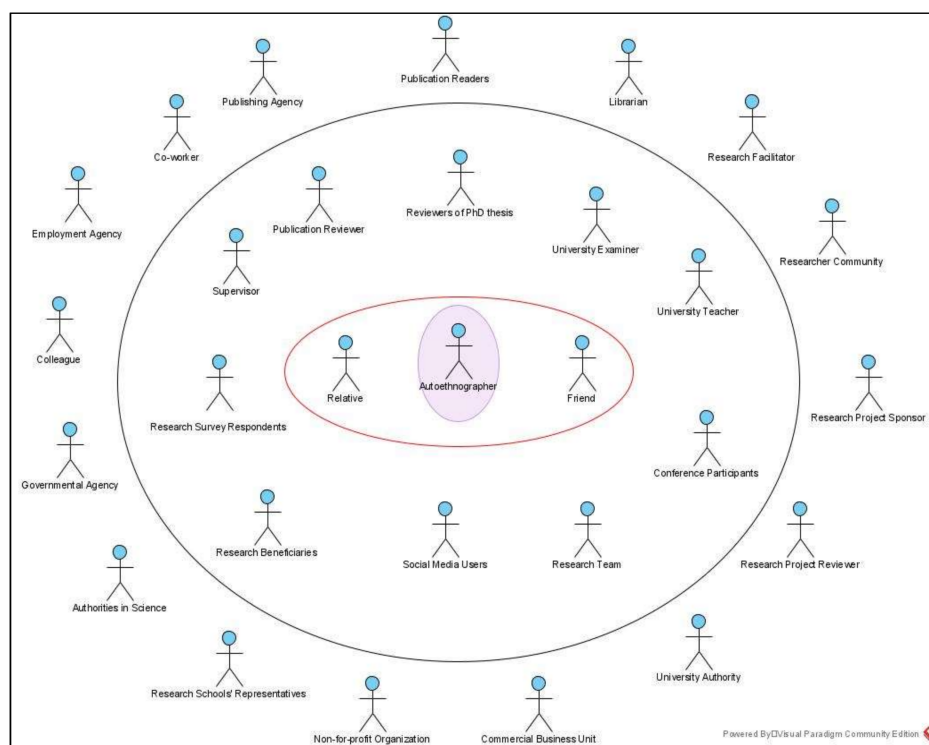 Publication Readers
Publishing Agency
Librarian
Co-worker
Research Facilitator
Reviewers of PhD thesis
Publication Reviewer
Employment Agency
University Examiner
Researcher Community
Supervisor
University Teacher
Colleague
Autoethnographer
Relative
Friend
Research Project Sponsor
Research Survey Respondents
Conference Participants
Governmental Agency
Research Beneficiaries
Social Media Users
Research Team
Research Project Reviewer
Authorities in Science
University Authority
Research Schools' Representatives
Non-for-profit Organization
Commercial Business Unit
Powered By□Visual Paradigm Community Edition